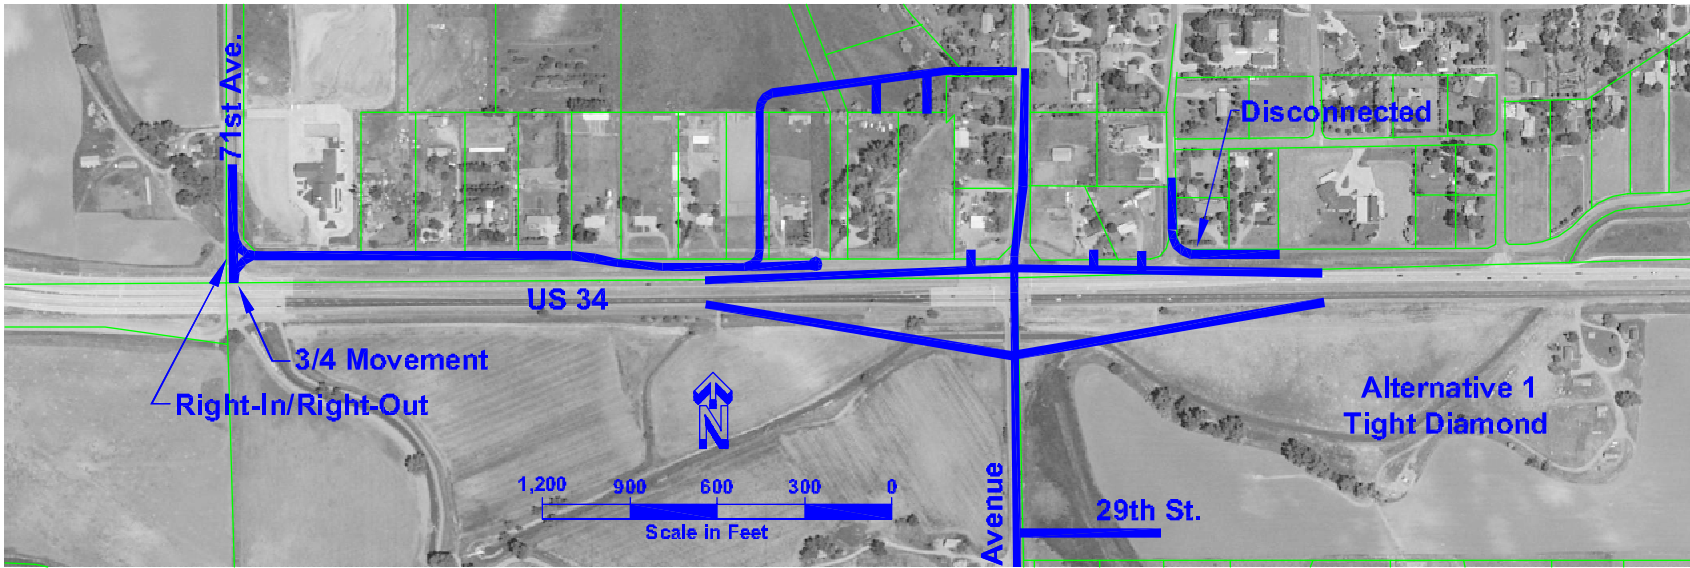 71st Ave.
Disconnected
US 34
3/4 Movement
Right-In/Right-Out
Alternative 1
Tight Diamond
N
1,200 900 600 300 0
Scale in Feet
Avenue
29th St.